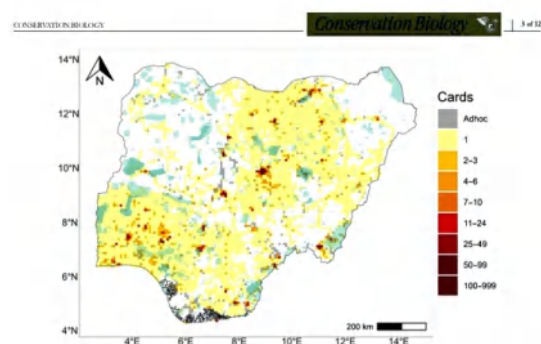 CONSERVATION BIOLOGY
Conservation Biology
3 of 12
14°N
12°N
10°N
8°N
6°N
4°N
4°E 6°E 8°E 10°E 12°E 14°E
N
200 km
Cards
Adhoc
1
2–3
4–6
7–10
11–24
25–49
50–99
100–999